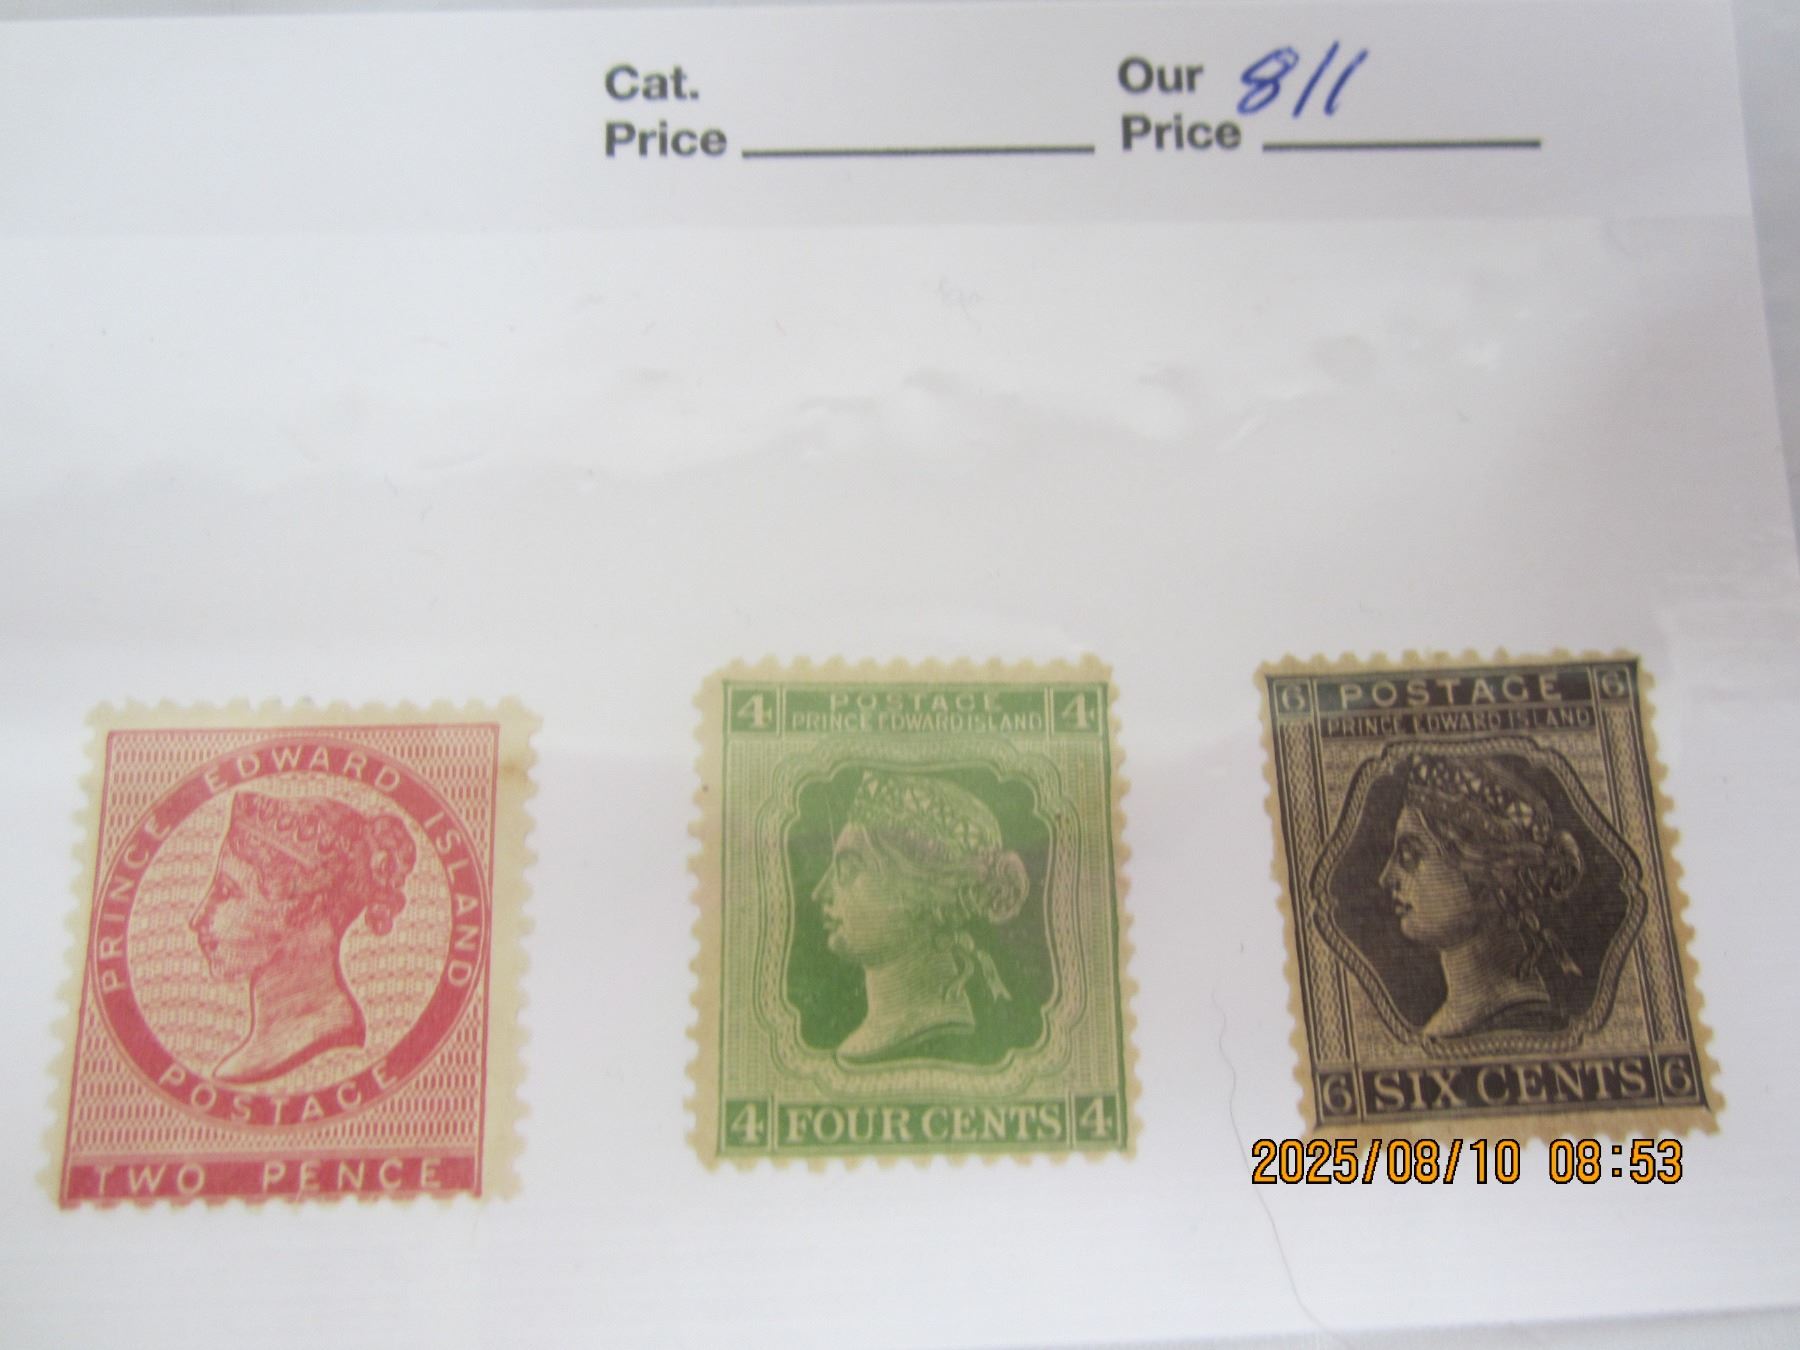 Cat.
Price
Our 811
Price
PRINCE EDWARD ISLAND
POSTAGE
TWO PENCE
4 POSTAGE 4
PRINCE EDWARD ISLAND
4 FOUR CENTS 4
6 POSTAGE 6
PRINCE EDWARD ISLAND
6 SIX CENTS 6
2025/08/10 08:53